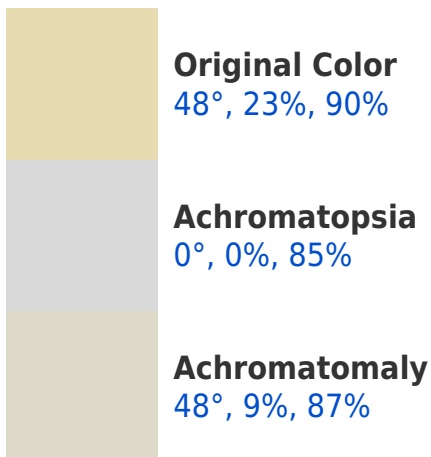 Original Color
48°, 23%, 90%
Achromatopsia
0°, 0%, 85%
Achromatomaly
48°, 9%, 87%